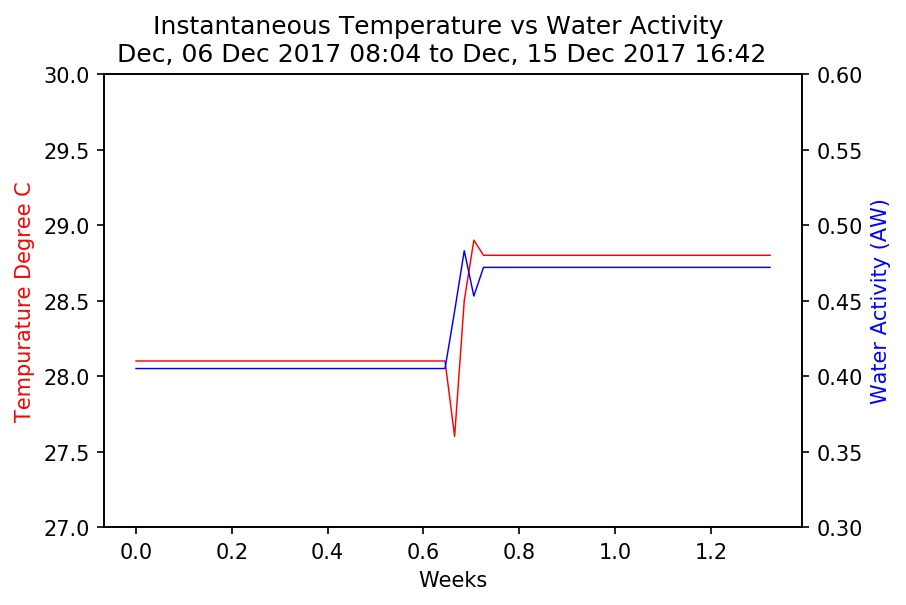 Instantaneous Temperature vs Water Activity
Dec, 06 Dec 2017 08:04 to Dec, 15 Dec 2017 16:42
Tempurature Degree C
30.0
29.5
29.0
28.5
28.0
27.5
27.0
0.60
0.55
0.50
0.45
0.40
0.35
0.30
Water Activity (AW)
0.0 0.2 0.4 0.6 0.8 1.0 1.2
Weeks